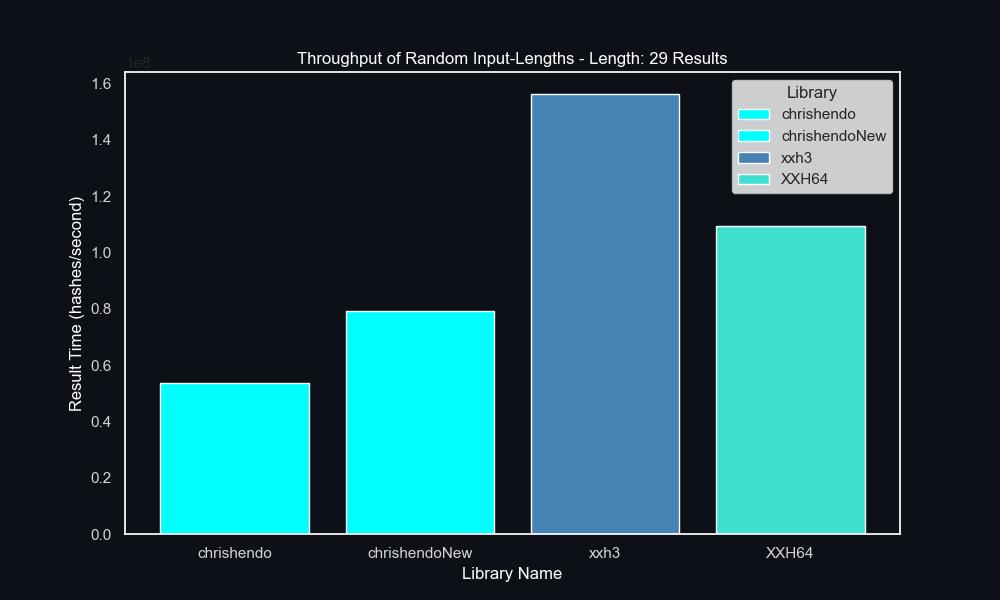 Throughput of Random Input-Lengths - Length: 29 Results
1e8
1.6
1.4
1.2
1.0
0.8
0.6
0.4
0.2
0.0
Result Time (hashes/second)
Library
chrishendo
chrishendoNew
xxh3
XXH64
chrishendo chrishendoNew xxh3 XXH64
Library Name